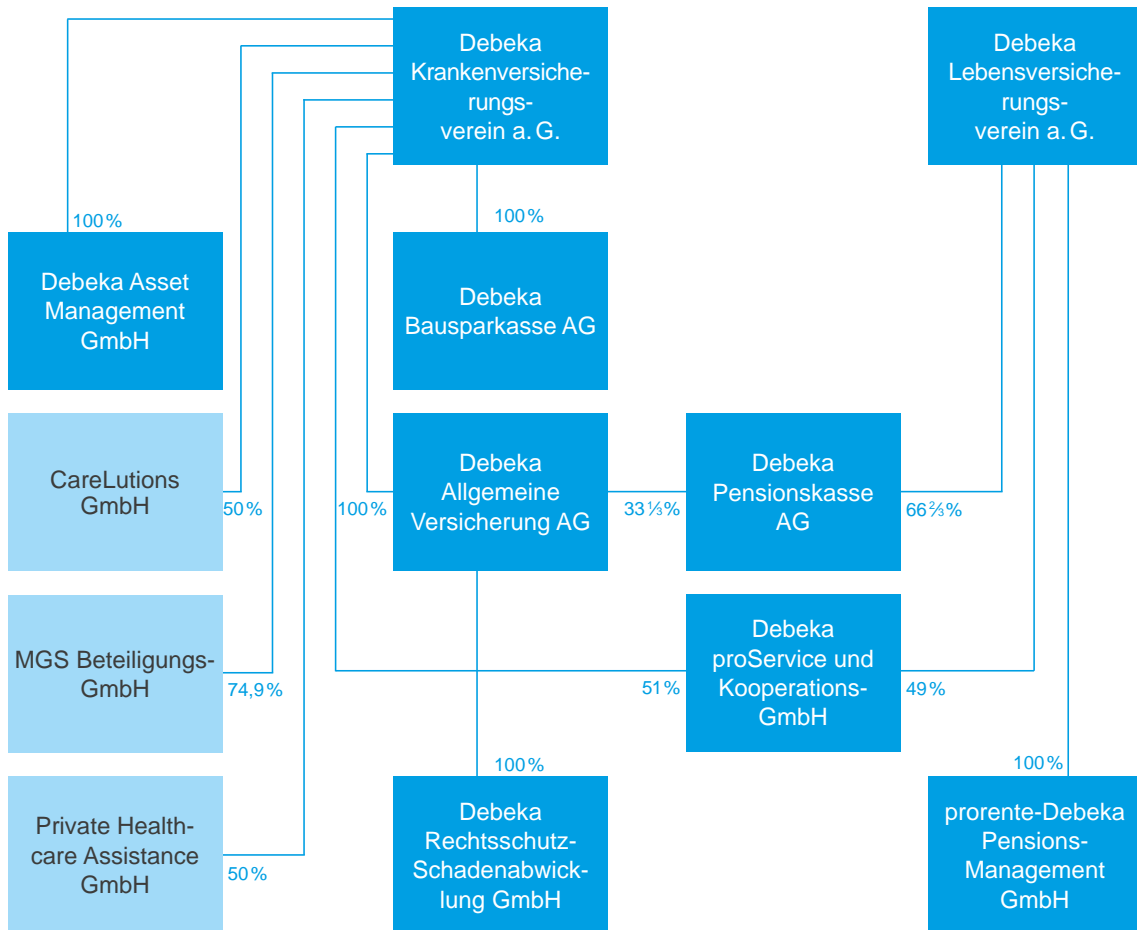 Debeka
Krankenversiche-
rungs-
verein a. G.
Debeka
Lebensversiche-
rungs-
verein a. G.
100 %
100 %
Debeka Asset
Management
GmbH
Debeka
Bausparkasse AG
CareLutions
GmbH
50 %
100 %
Debeka
Allgemeine
Versicherung AG
33 ⅓ %
Debeka
Pensionskasse
AG
66 ⅔ %
MGS Beteiligungs-
GmbH
74,9 %
51 %
Debeka
proService und
Kooperations-
GmbH
49 %
100 %
100 %
Private Health-
care Assistance
GmbH
50 %
Debeka
Rechtsschutz-
Schadenabwick-
lung GmbH
prorente-Debeka
Pensions-
Management
GmbH